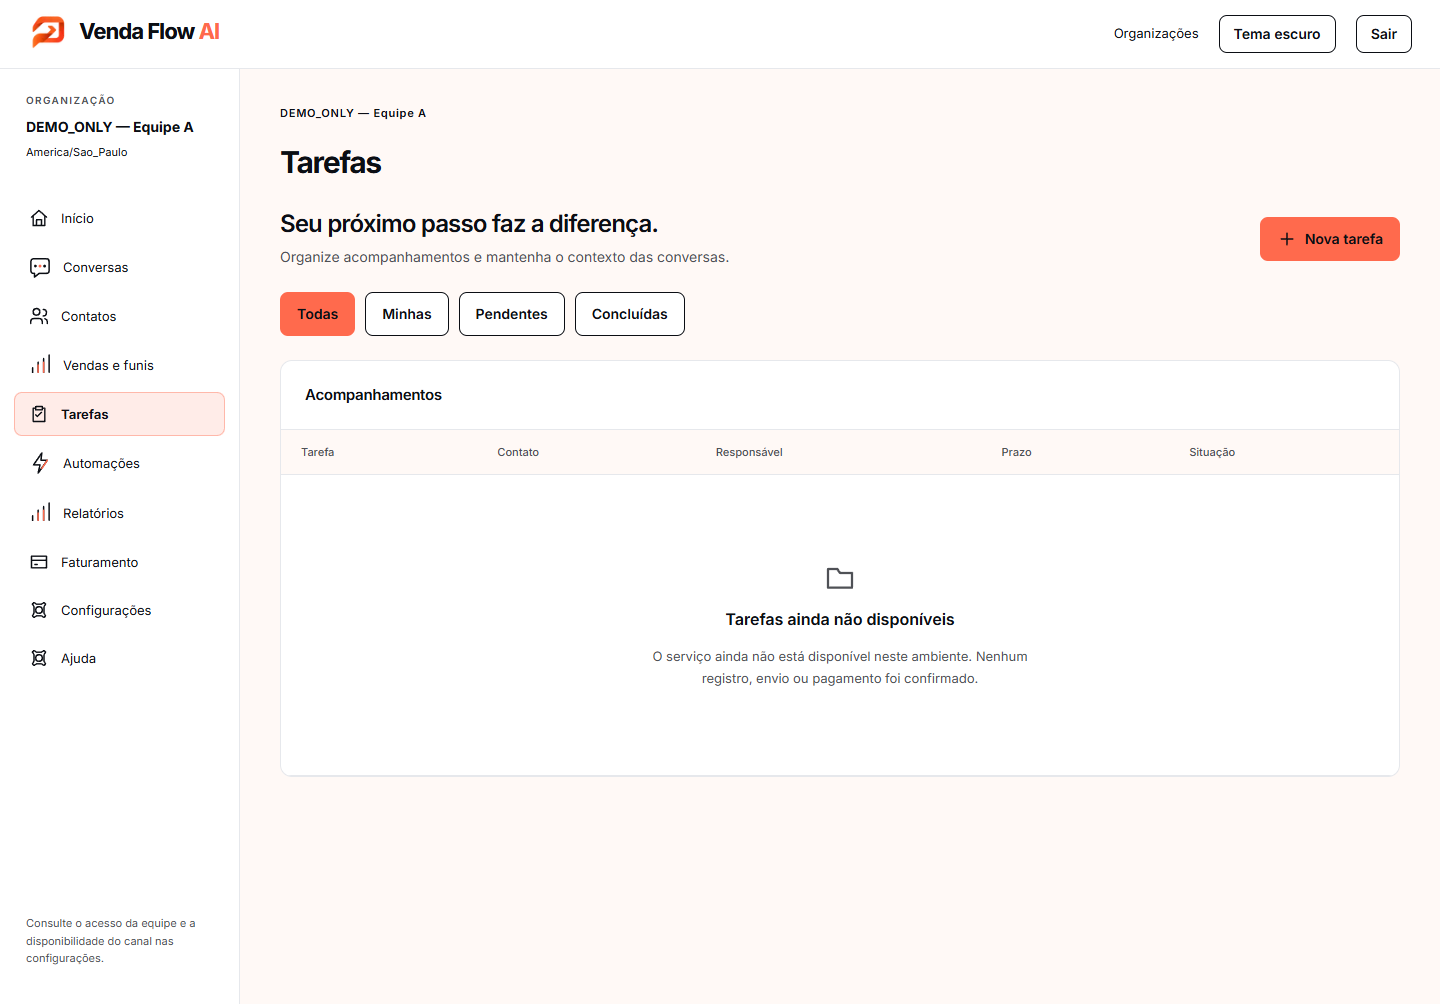 Venda Flow AI
Organizações
Tema escuro
Sair
ORGANIZAÇÃO
DEMO_ONLY — Equipe A
America/Sao_Paulo
Início
Conversas
Contatos
Vendas e funis
Tarefas
Automações
Relatórios
Faturamento
Configurações
Ajuda
Consulte o acesso da equipe e a
disponibilidade do canal nas
configurações.
DEMO_ONLY — Equipe A
Tarefas
Seu próximo passo faz a diferença.
Organize acompanhamentos e mantenha o contexto das conversas.
Nova tarefa
Todas
Minhas
Pendentes
Concluídas
Acompanhamentos
Tarefa
Contato
Responsável
Prazo
Situação
Tarefas ainda não disponíveis
O serviço ainda não está disponível neste ambiente. Nenhum
registro, envio ou pagamento foi confirmado.